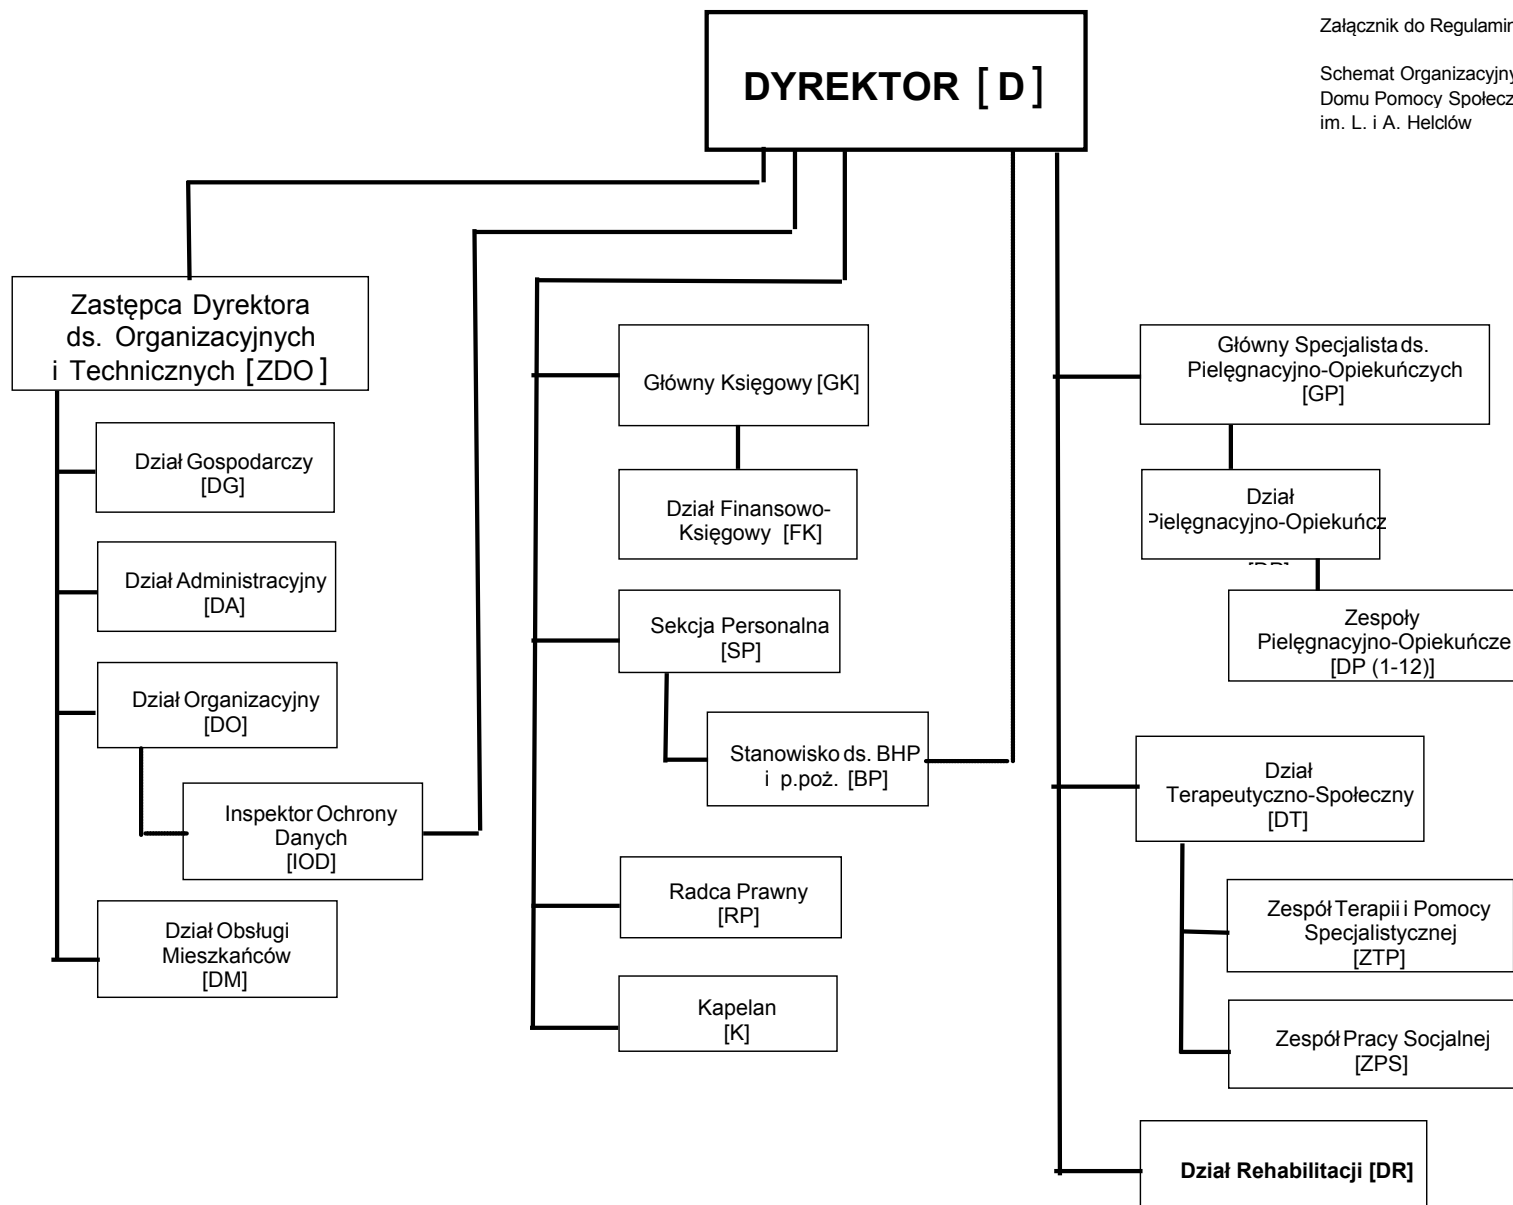 Załącznik do
Schemat Organizacyjny
Domu Pomocy
im. L. i A. Helclów
DYREKTOR [ D ]
Zastępca Dyrektora
ds. Organizacyjnych
i Technicznych [ZDO ]
Dział Gospodarczy
[DG]
Dział Administracyjny
[DA]
Dział Organizacyjny
[DO]
Inspektor Ochrony
Danych
[IOD]
Dział Obsługi
Mieszkańców
[DM]
Główny Księgowy [GK]
Dział Finansowo-
Księgowy [FK]
Sekcja Personalna
[SP]
Stanowisko ds. BHP
i p.poż. [BP]
Radca Prawny
[RP]
Kapelan
[K]
Główny Specjalista ds.
Pielęgnacyjno-Opiekuńczych
[GP]
Dział
Pielęgnacyjno-Opiekuńcz
Zespoły
Pielęgnacyjno-Opiekuńcze
[DP (1-12)]
Dział
Terapeutyczno-Społeczny
[DT]
Zespół Terapii i Pomocy
Specjalistycznej
[ZTP]
Zespół Pracy Socjalnej
[ZPS]
Dział Rehabilitacji [DR]